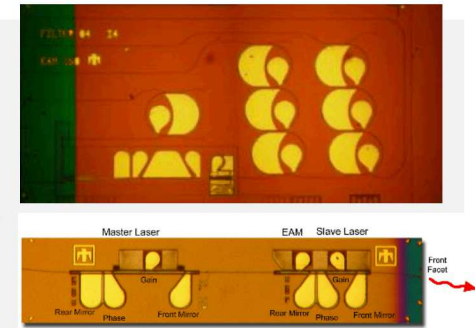 EAM
Master Laser
EAM Slave Laser
Gain
Gain
Front
Facet
Rear Mirror Phase Front Mirror
Rear Mirror Phase Front Mirror